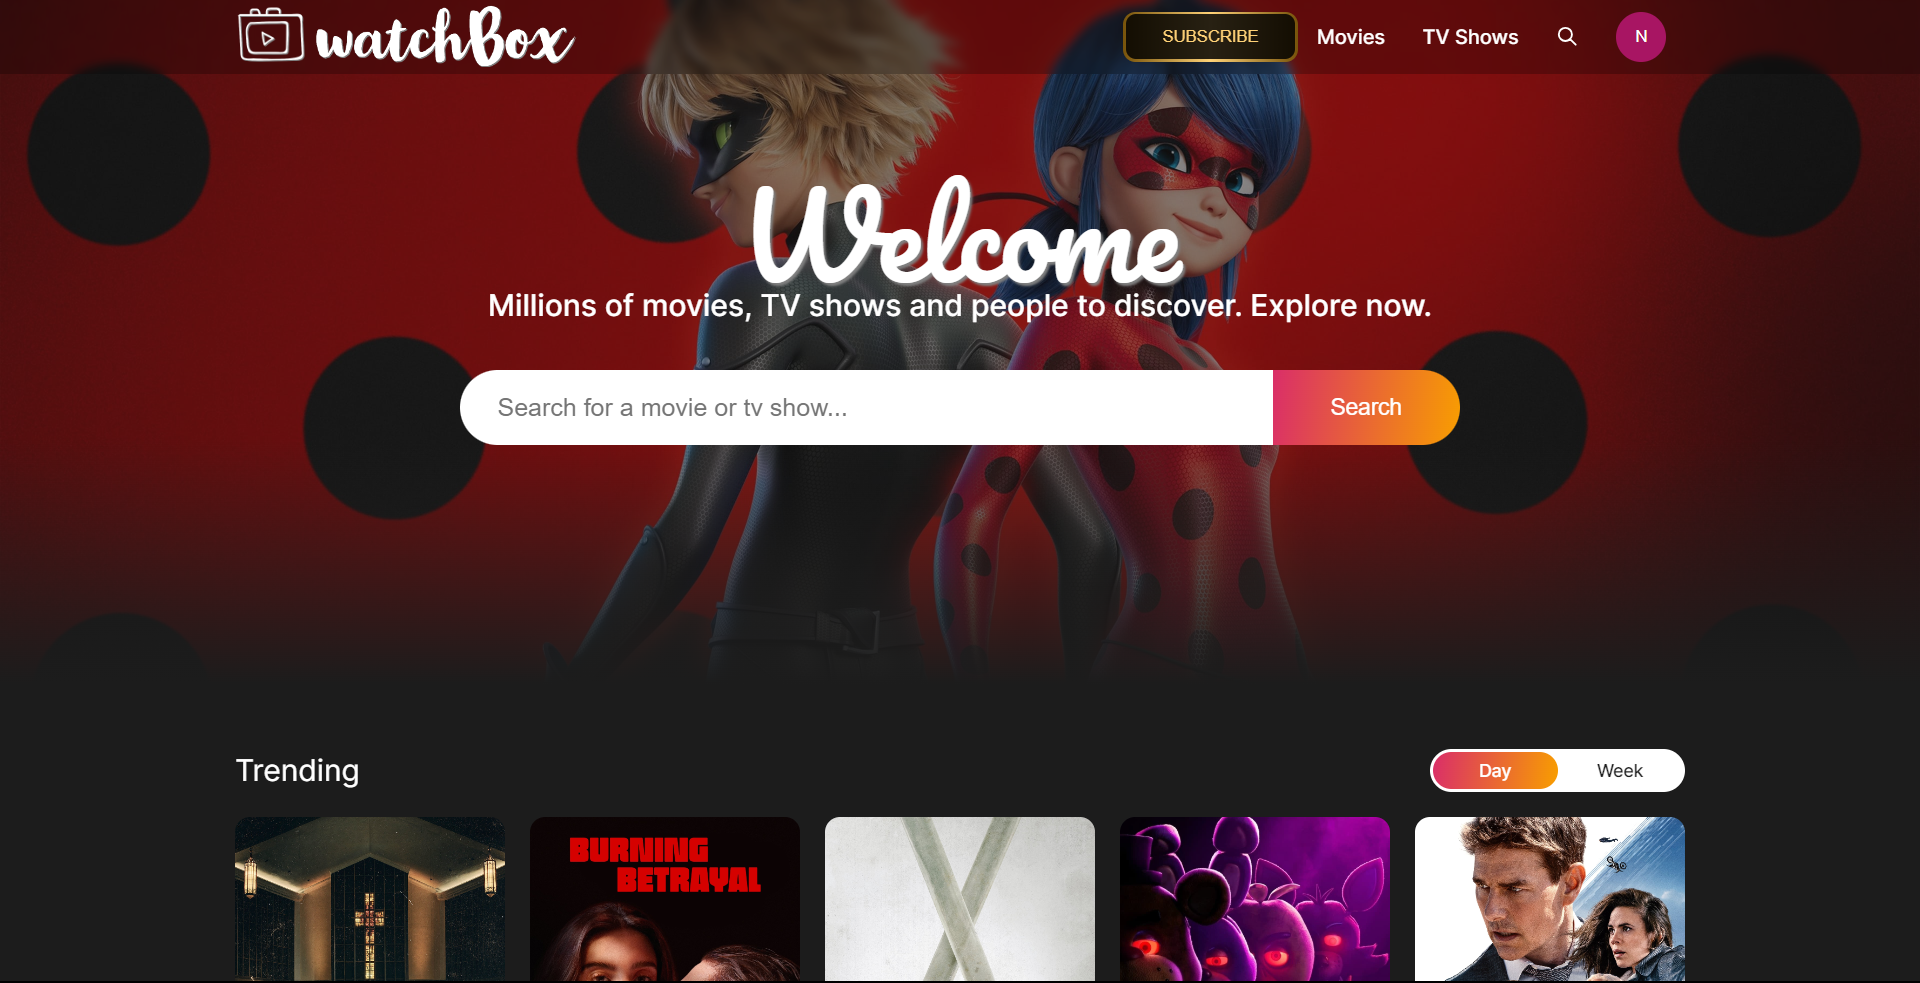 watchBox
SUBSCRIBE
Movies
TV Shows
N
Welcome
Millions of movies, TV shows and people to discover. Explore now.
Search for a movie or tv show...
Search
Trending
Day
Week
BURNING
BETRAYAL